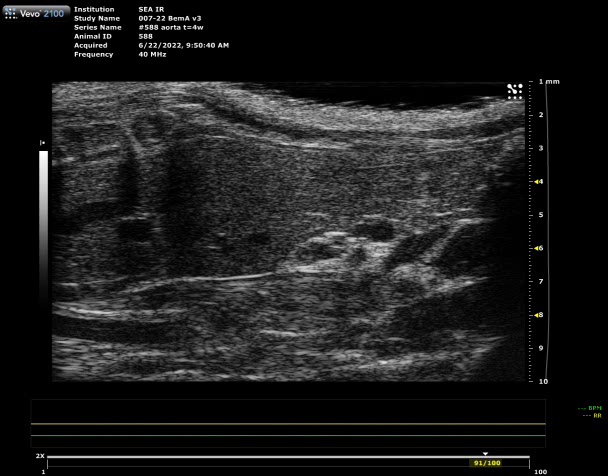 Vevo 2100
Institution SEA IR
Study Name 007-22 BemA v3
Series Name #588 aorta t=4w
Animal ID 588
Acquired 6/22/2022, 9:50:40 AM
Frequency 40 MHz
1 mm
2
3
4
5
6
7
8
9
10
--- BPM
--- RR
2X
91/100
1 100